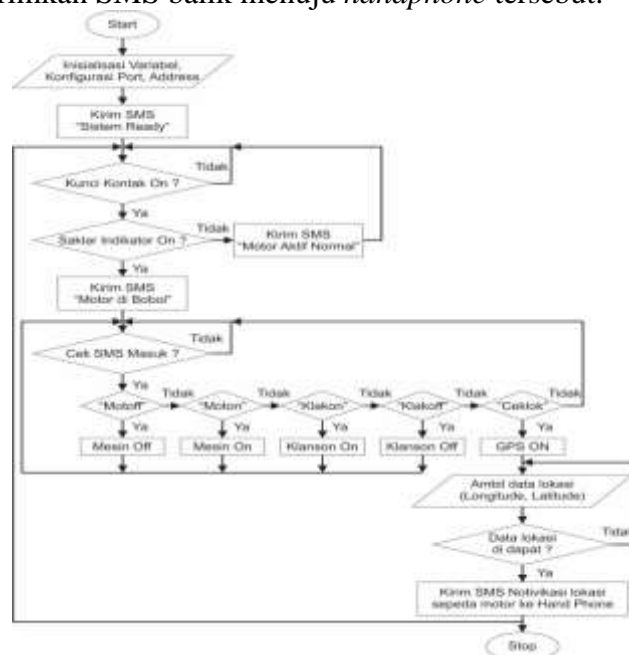 SMS balik menuju handphone tersebut.
Start
Inisialisasi Variabel,
Konfigurasi Port, Address
Kirim SMS
"Sistem Ready"
Tidak
Kunci Kontak On ?
Ya
Tidak
Saklar Indikator On ?
Kirim SMS
"Motor Aktif Normal"
Ya
Kirim SMS
"Motor di Bobol"
Tidak
Cek SMS Masuk ?
Ya
Tidak
Tidak
Tidak
Tidak
Tidak
"Motoff"
"Moton"
"Klakon"
"Klakoff"
"Ceklok"
Ya
Ya
Ya
Ya
Ya
Mesin Off
Mesin On
Klanson On
Klanson Off
GPS ON
Ambil data lokasi
(Longitude, Latitude)
Data lokasi
di dapat ?
Tidak
Ya
Kirim SMS Notivikasi lokasi
sepeda motor ke Hand Phone
Stop